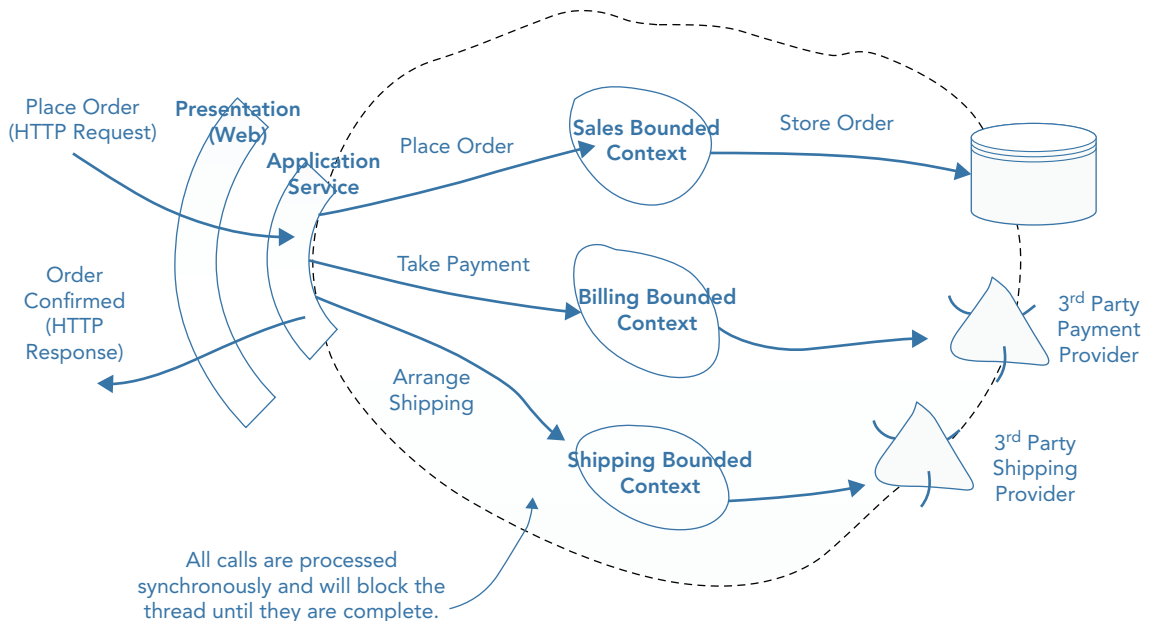 Place Order
(HTTP Request)
Presentation
(Web)
Application
Service
Place Order
Sales Bounded
Context
Store Order
Order
Confirmed
(HTTP
Response)
Take Payment
Billing Bounded
Context
3rd Party
Payment
Provider
Arrange
Shipping
Shipping Bounded
Context
3rd Party
Shipping
Provider
All calls are processed
synchronously and will block the
thread until they are complete.